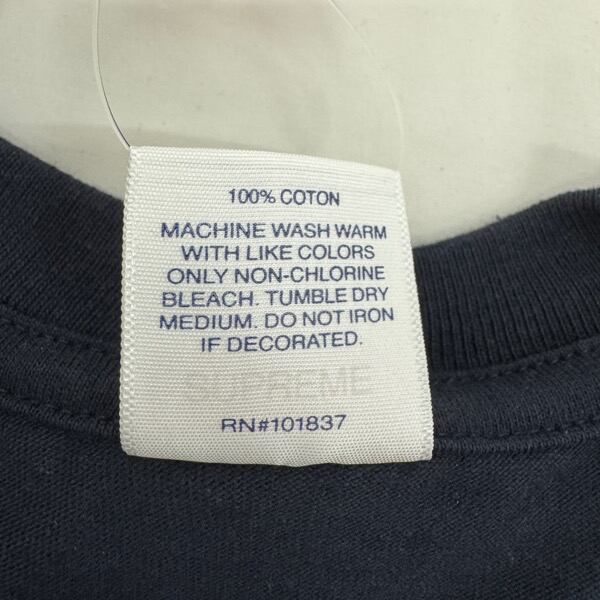 100% COTON
MACHINE WASH WARM
WITH LIKE COLORS
ONLY NON-CHLORINE
BLEACH. TUMBLE DRY
MEDIUM. DO NOT IRON
IF DECORATED.
SUPREME
RN#101837